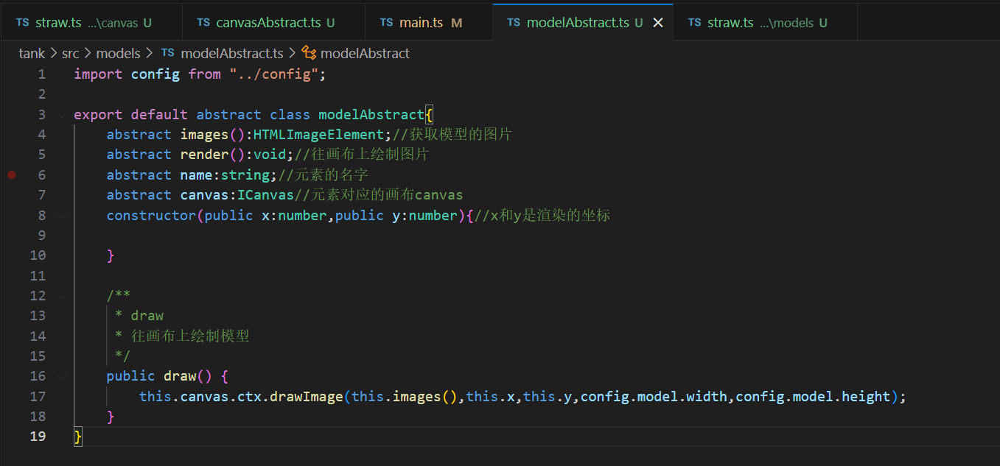 TS straw.ts ...\canvas U TS canvasAbstract.ts U TS main.ts M TS modelAbstract.ts U TS straw.ts ...\models U
tank > src > models > TS modelAbstract.ts > modelAbstract
1 import config from "../config";
2
3 export default abstract class modelAbstract{
4 abstract images():HTMLImageElement;//获取模型的图片
5 abstract render():void;//往画布上绘制图片
6 abstract name:string;//元素的名字
7 abstract canvas:ICanvas//元素对应的画布canvas
8 constructor(public x:number,public y:number){//x和y是渲染的坐标
9
10 }
11
12 /**
13 * draw
14 * 往画布上绘制模型
15 */
16 public draw() {
17 this.canvas.ctx.drawImage(this.images(),this.x,this.y,config.model.width,config.model.height);
18 }
19 }